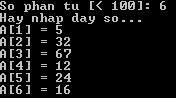 So phan tu [< 100]: 6
Hay nhap day so...
A[1] = 5
A[2] = 32
A[3] = 67
A[4] = 12
A[5] = 24
A[6] = 16